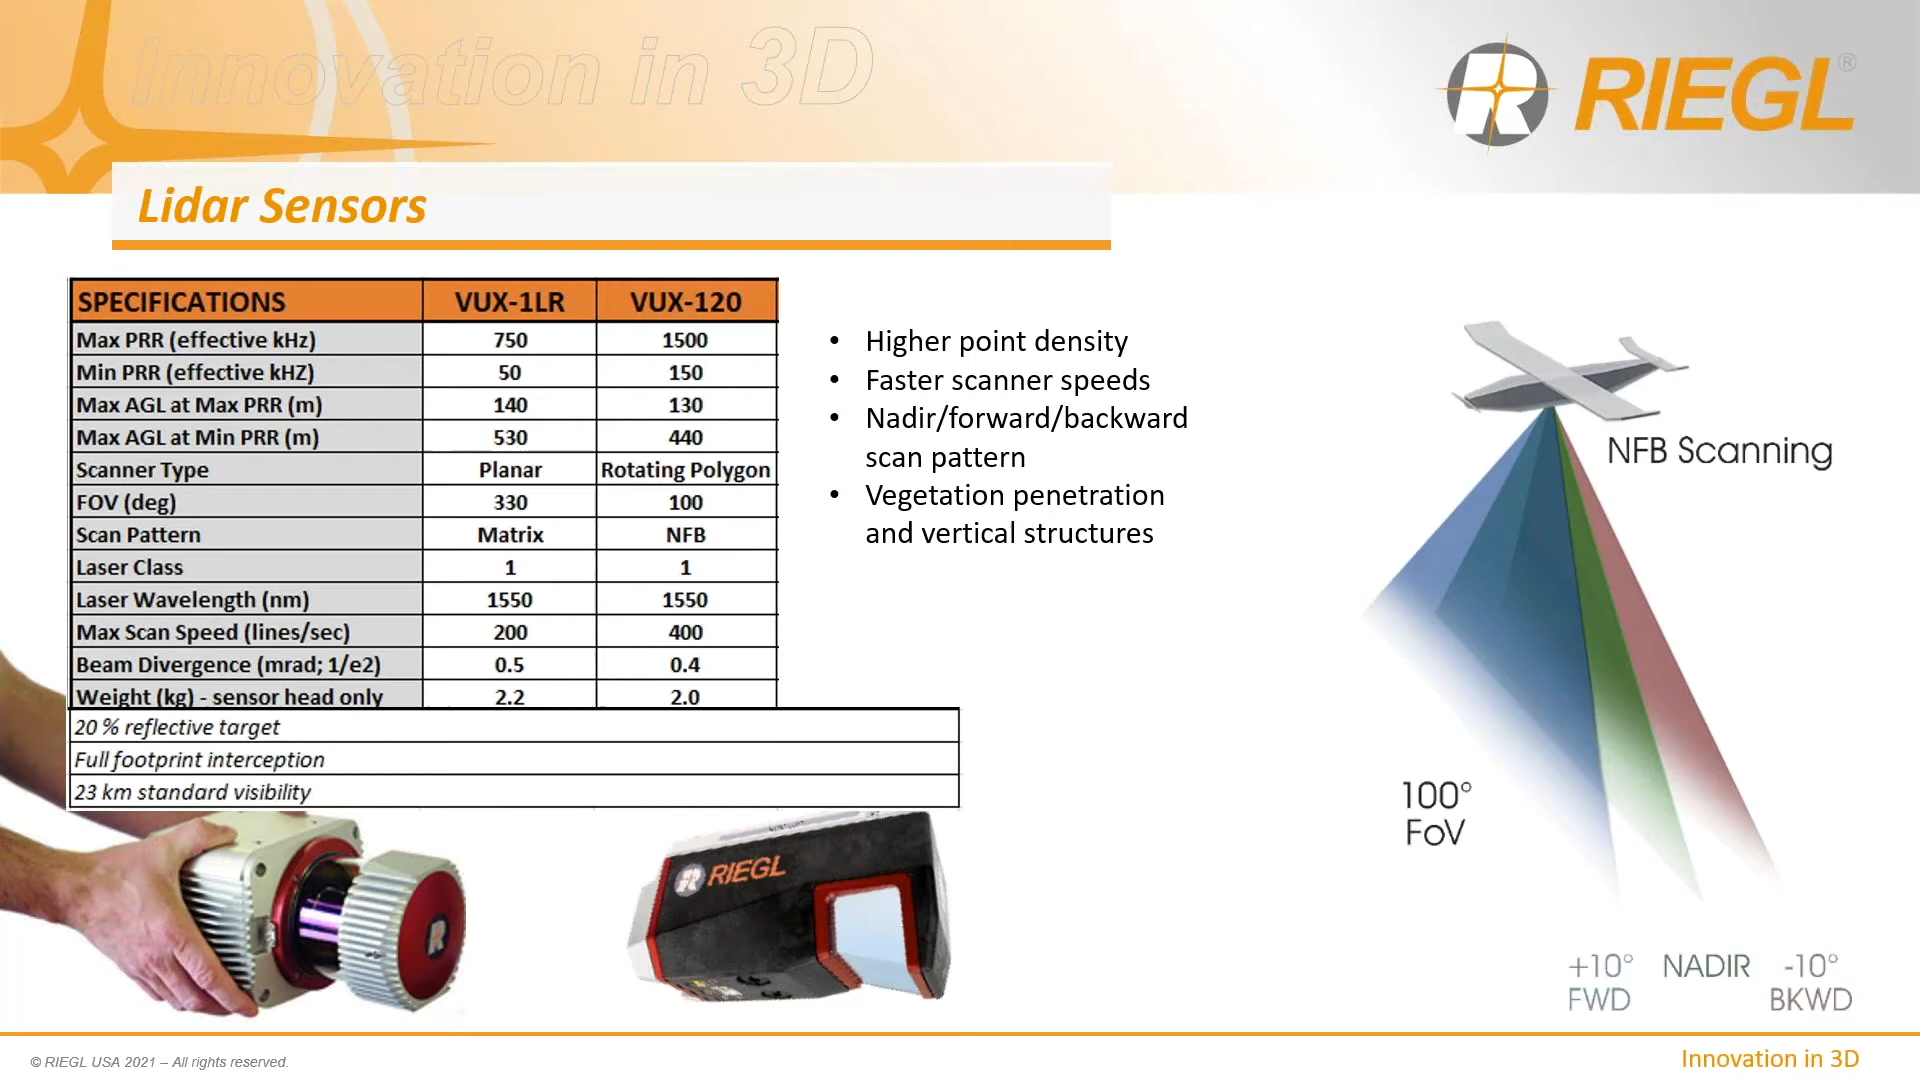 Innovation in 3D
RIEGL®
Lidar Sensors
SPECIFICATIONS VUX-1LR VUX-120
Max PRR (effective kHz) 750 1500
Min PRR (effective kHZ) 50 150
Max AGL at Max PRR (m) 140 130
Max AGL at Min PRR (m) 530 440
Scanner Type Planar Rotating Polygon
FOV (deg) 330 100
Scan Pattern Matrix NFB
Laser Class 1 1
Laser Wavelength (nm) 1550 1550
Max Scan Speed (lines/sec) 200 400
Beam Divergence (mrad; 1/e2) 0.5 0.4
Weight (kg) - sensor head only 2.2 2.0
20 % reflective target
Full footprint interception
23 km standard visibility
• Higher point density
• Faster scanner speeds
• Nadir/forward/backward
scan pattern
• Vegetation penetration
and vertical structures
NFB Scanning
100°
FoV
+10° NADIR -10°
FWD BKWD
RIEGL
© RIEGL USA 2021 – All rights reserved.
Innovation in 3D